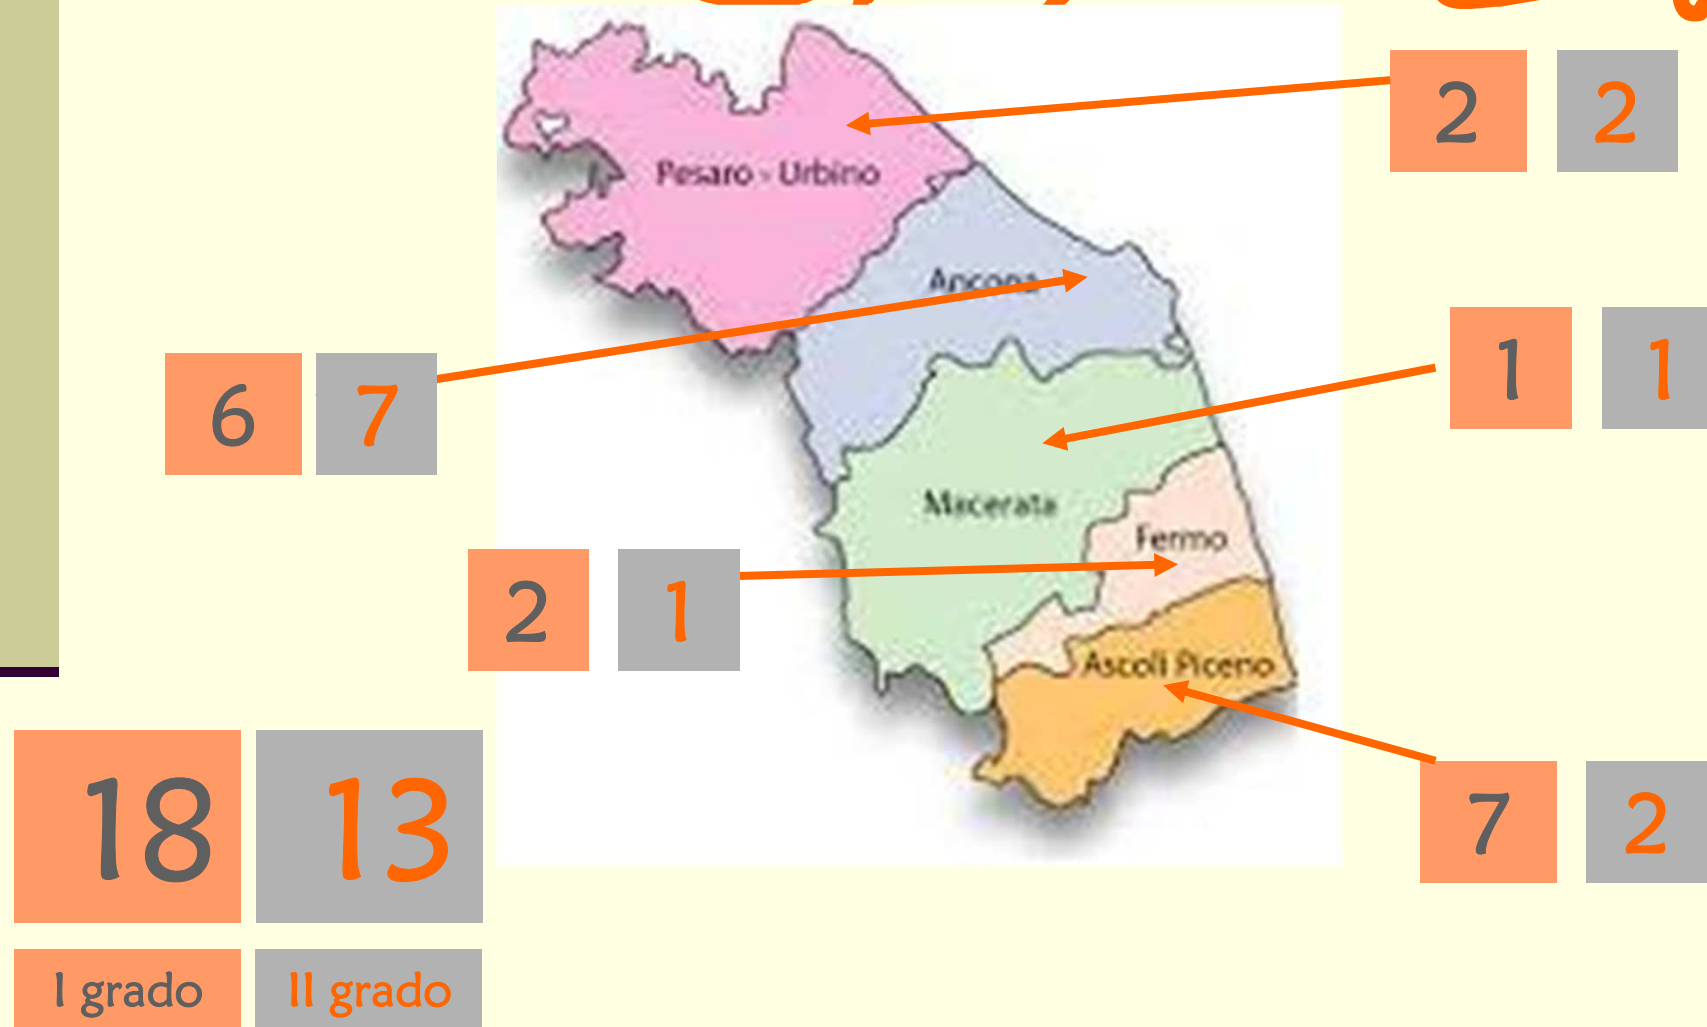 2 2
Pesaro - Urbino
Ancona
1 1
6 7
Macerata
Fermo
2 1
Ascoli Piceno
18 13
7 2
I grado II grado